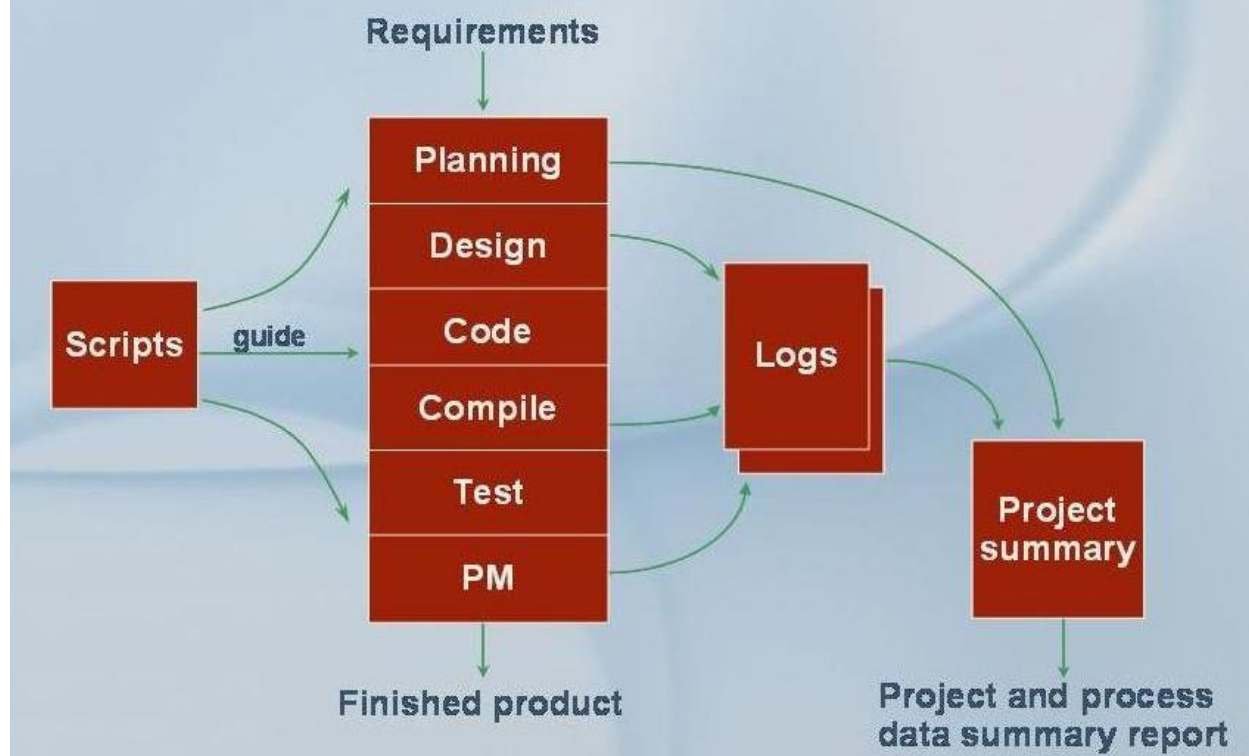 Requirements
Planning
Design
Code
Compile
Test
PM
Scripts
guide
Logs
Project
summary
Finished product
Project and process
data summary report